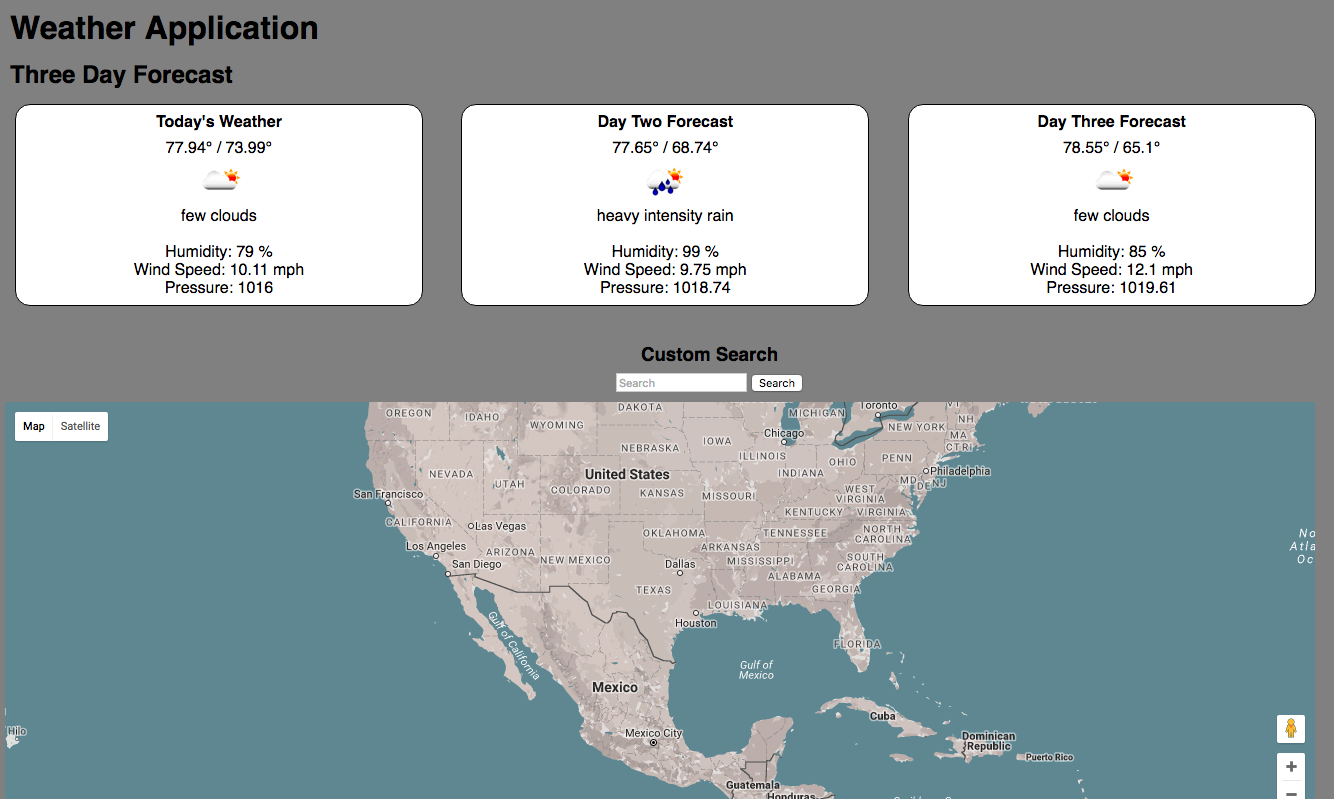 Weather Application
Three Day Forecast
Today's Weather
77.94° / 73.99°
few clouds
Humidity: 79 %
Wind Speed: 10.11 mph
Pressure: 1016
Day Two Forecast
77.65° / 68.74°
heavy intensity rain
Humidity: 99 %
Wind Speed: 9.75 mph
Pressure: 1018.74
Day Three Forecast
78.55° / 65.1°
few clouds
Humidity: 85 %
Wind Speed: 12.1 mph
Pressure: 1019.61
Custom Search
Search
Search
Map
Satellite
OREGON
IDAHO
WYOMING
DAKOTA
MICHIGAN
Toronto
VT
NH
NEW YORK
MA
CT
RI
Chicago
IOWA
NEBRASKA
ILLINOIS
INDIANA
OHIO
PENN
Philadelphia
MD
DE
NJ
NEVADA
UTAH
United States
COLORADO
KANSAS
MISSOURI
WEST
VIRGINIA
KENTUCKY
VIRGINIA
San Francisco
CALIFORNIA
Las Vegas
OKLAHOMA
TENNESSEE
NORTH
CAROLINA
Los Angeles
ARIZONA
NEW MEXICO
ARKANSAS
SOUTH
CAROLINA
San Diego
Dallas
MISSISSIPPI
ALABAMA
GEORGIA
TEXAS
LOUISIANA
Houston
FLORIDA
Gulf of California
Gulf of
Mexico
Mexico
Mexico City
Cuba
Dominican
Republic
Puerto Rico
Guatemala
Honduras
Hilo
No
Atla
Oc